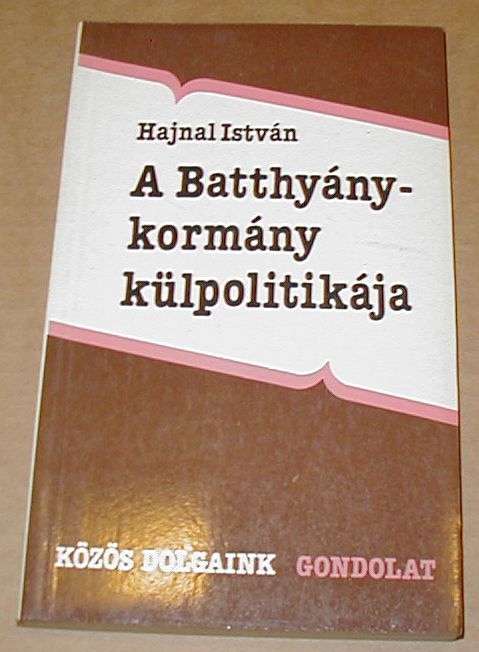 Hajnal István
A Batthyány-
kormány
külpolitikája
KÖZÖS DOLGAINK GONDOLAT